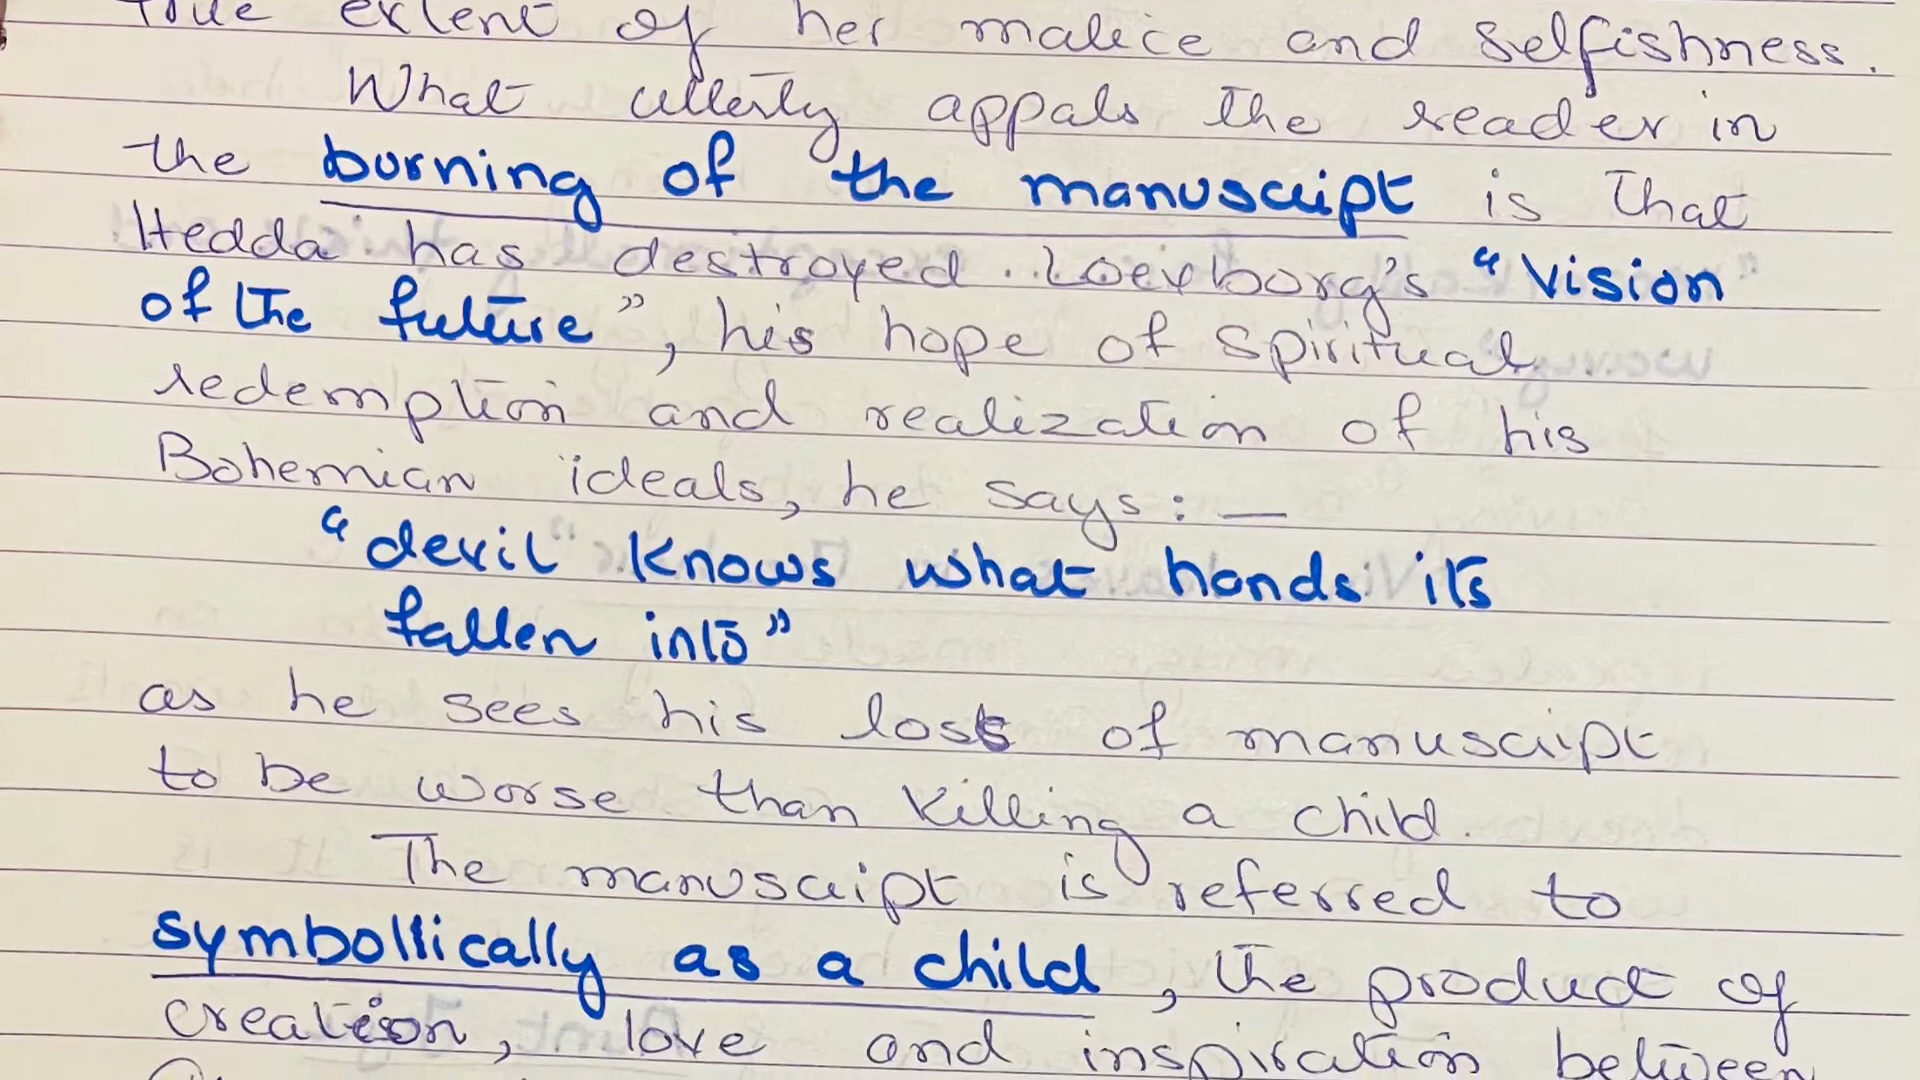 true extent of her malice and selfishness.
What utterly appals the reader in
the burning of the manuscript is that
Hedda has destroyed Loevborg's "Vision
of the future", his hope of spiritual
redemption and realization of his
Bohemian ideals, he says: —
"devil knows what hands it's
fallen into"
as he sees his loss of manuscript
to be worse than killing a child.
The manuscript is referred to
symbollically as a child, the product of
creation, love and inspiration between